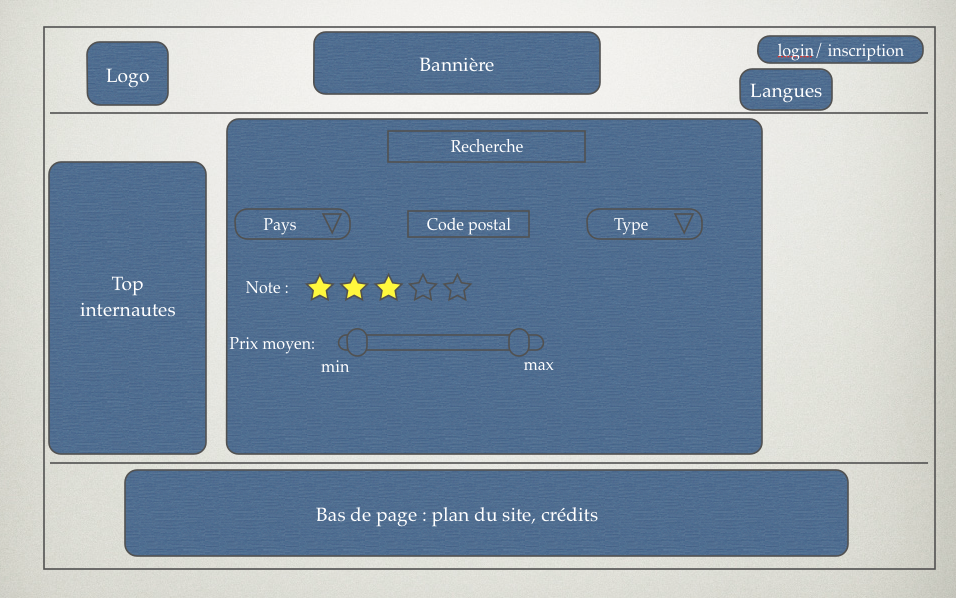 Logo
Bannière
login/ inscription
Langues
Recherche
Pays
Code postal
Type
Top
internautes
Note :
Prix moyen:
min
max
Bas de page : plan du site, crédits